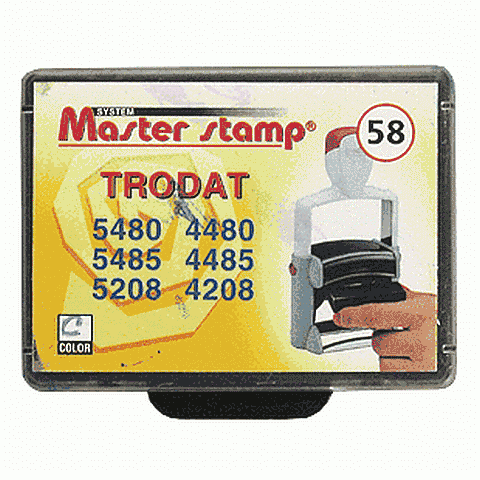 SYSTEM
Master stamp®
58
TRODAT
5480 4480
5485 4485
5208 4208
COLOR